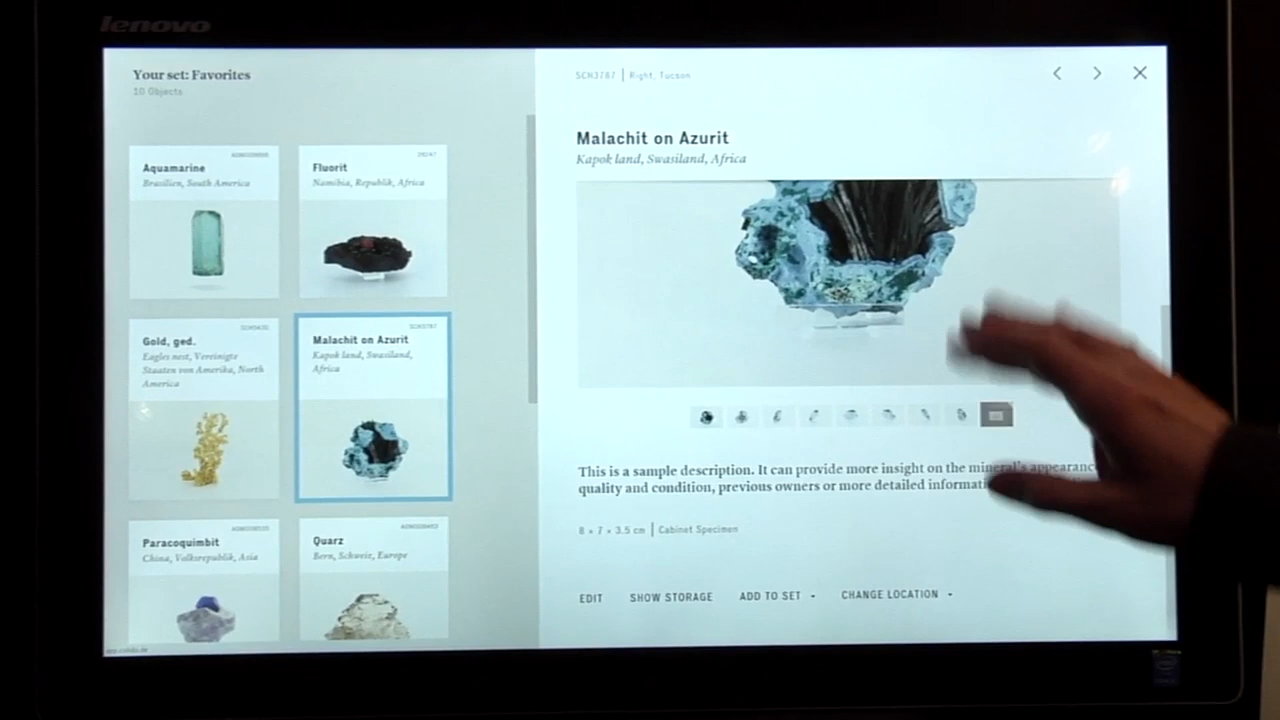 lenovo
Your set: Favorites
10 Objects
Aquamarine
Brasilien, South America
Fluorit
Namibia, Republik, Africa
Gold, ged.
Eagles nest, Vereinigte
Staaten von Amerika, North
America
SCH3787
Malachit on Azurit
Kapok land, Swasiland,
Africa
Paracoquimbit
China, Volksrepublik, Asia
Quarz
Bern, Schweiz, Europe
SCH3787 | Right, Tucson
Malachit on Azurit
Kapok land, Swasiland, Africa
This is a sample description. It can provide more insight on the mineral's appearanc
quality and condition, previous owners or more detailed informati
8 × 7 × 3.5 cm | Cabinet Specimen
EDIT SHOW STORAGE ADD TO SET CHANGE LOCATION